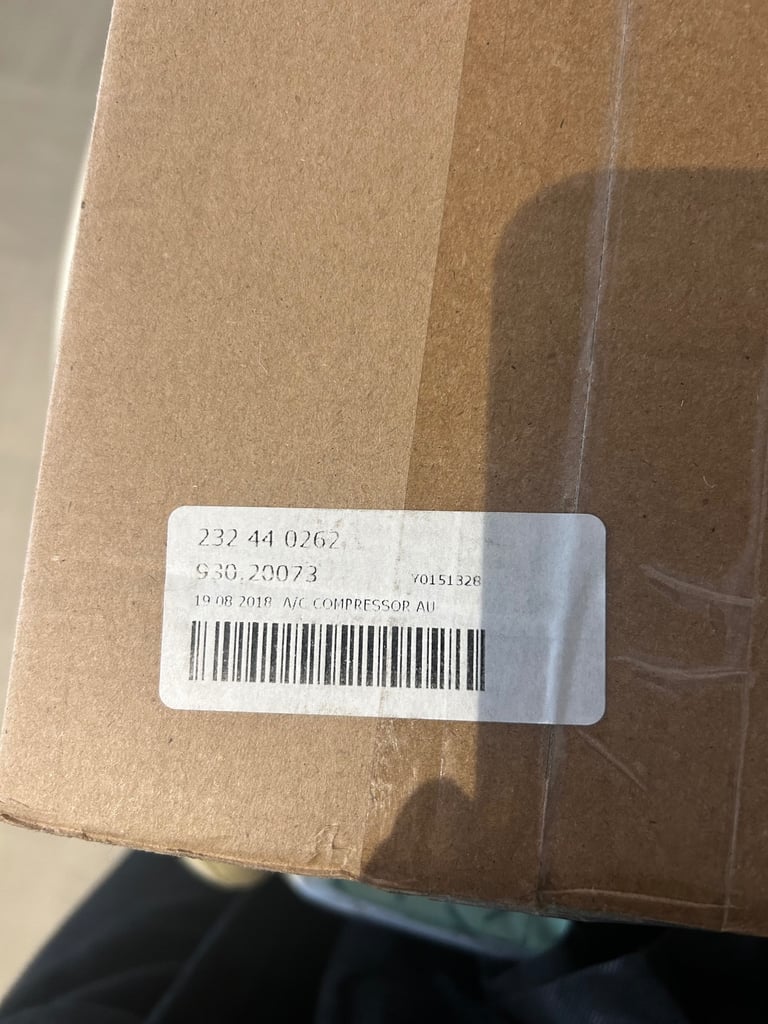 232 44 0262
930.20073
Y0151328
19 08 2018 A/C COMPRESSOR AU